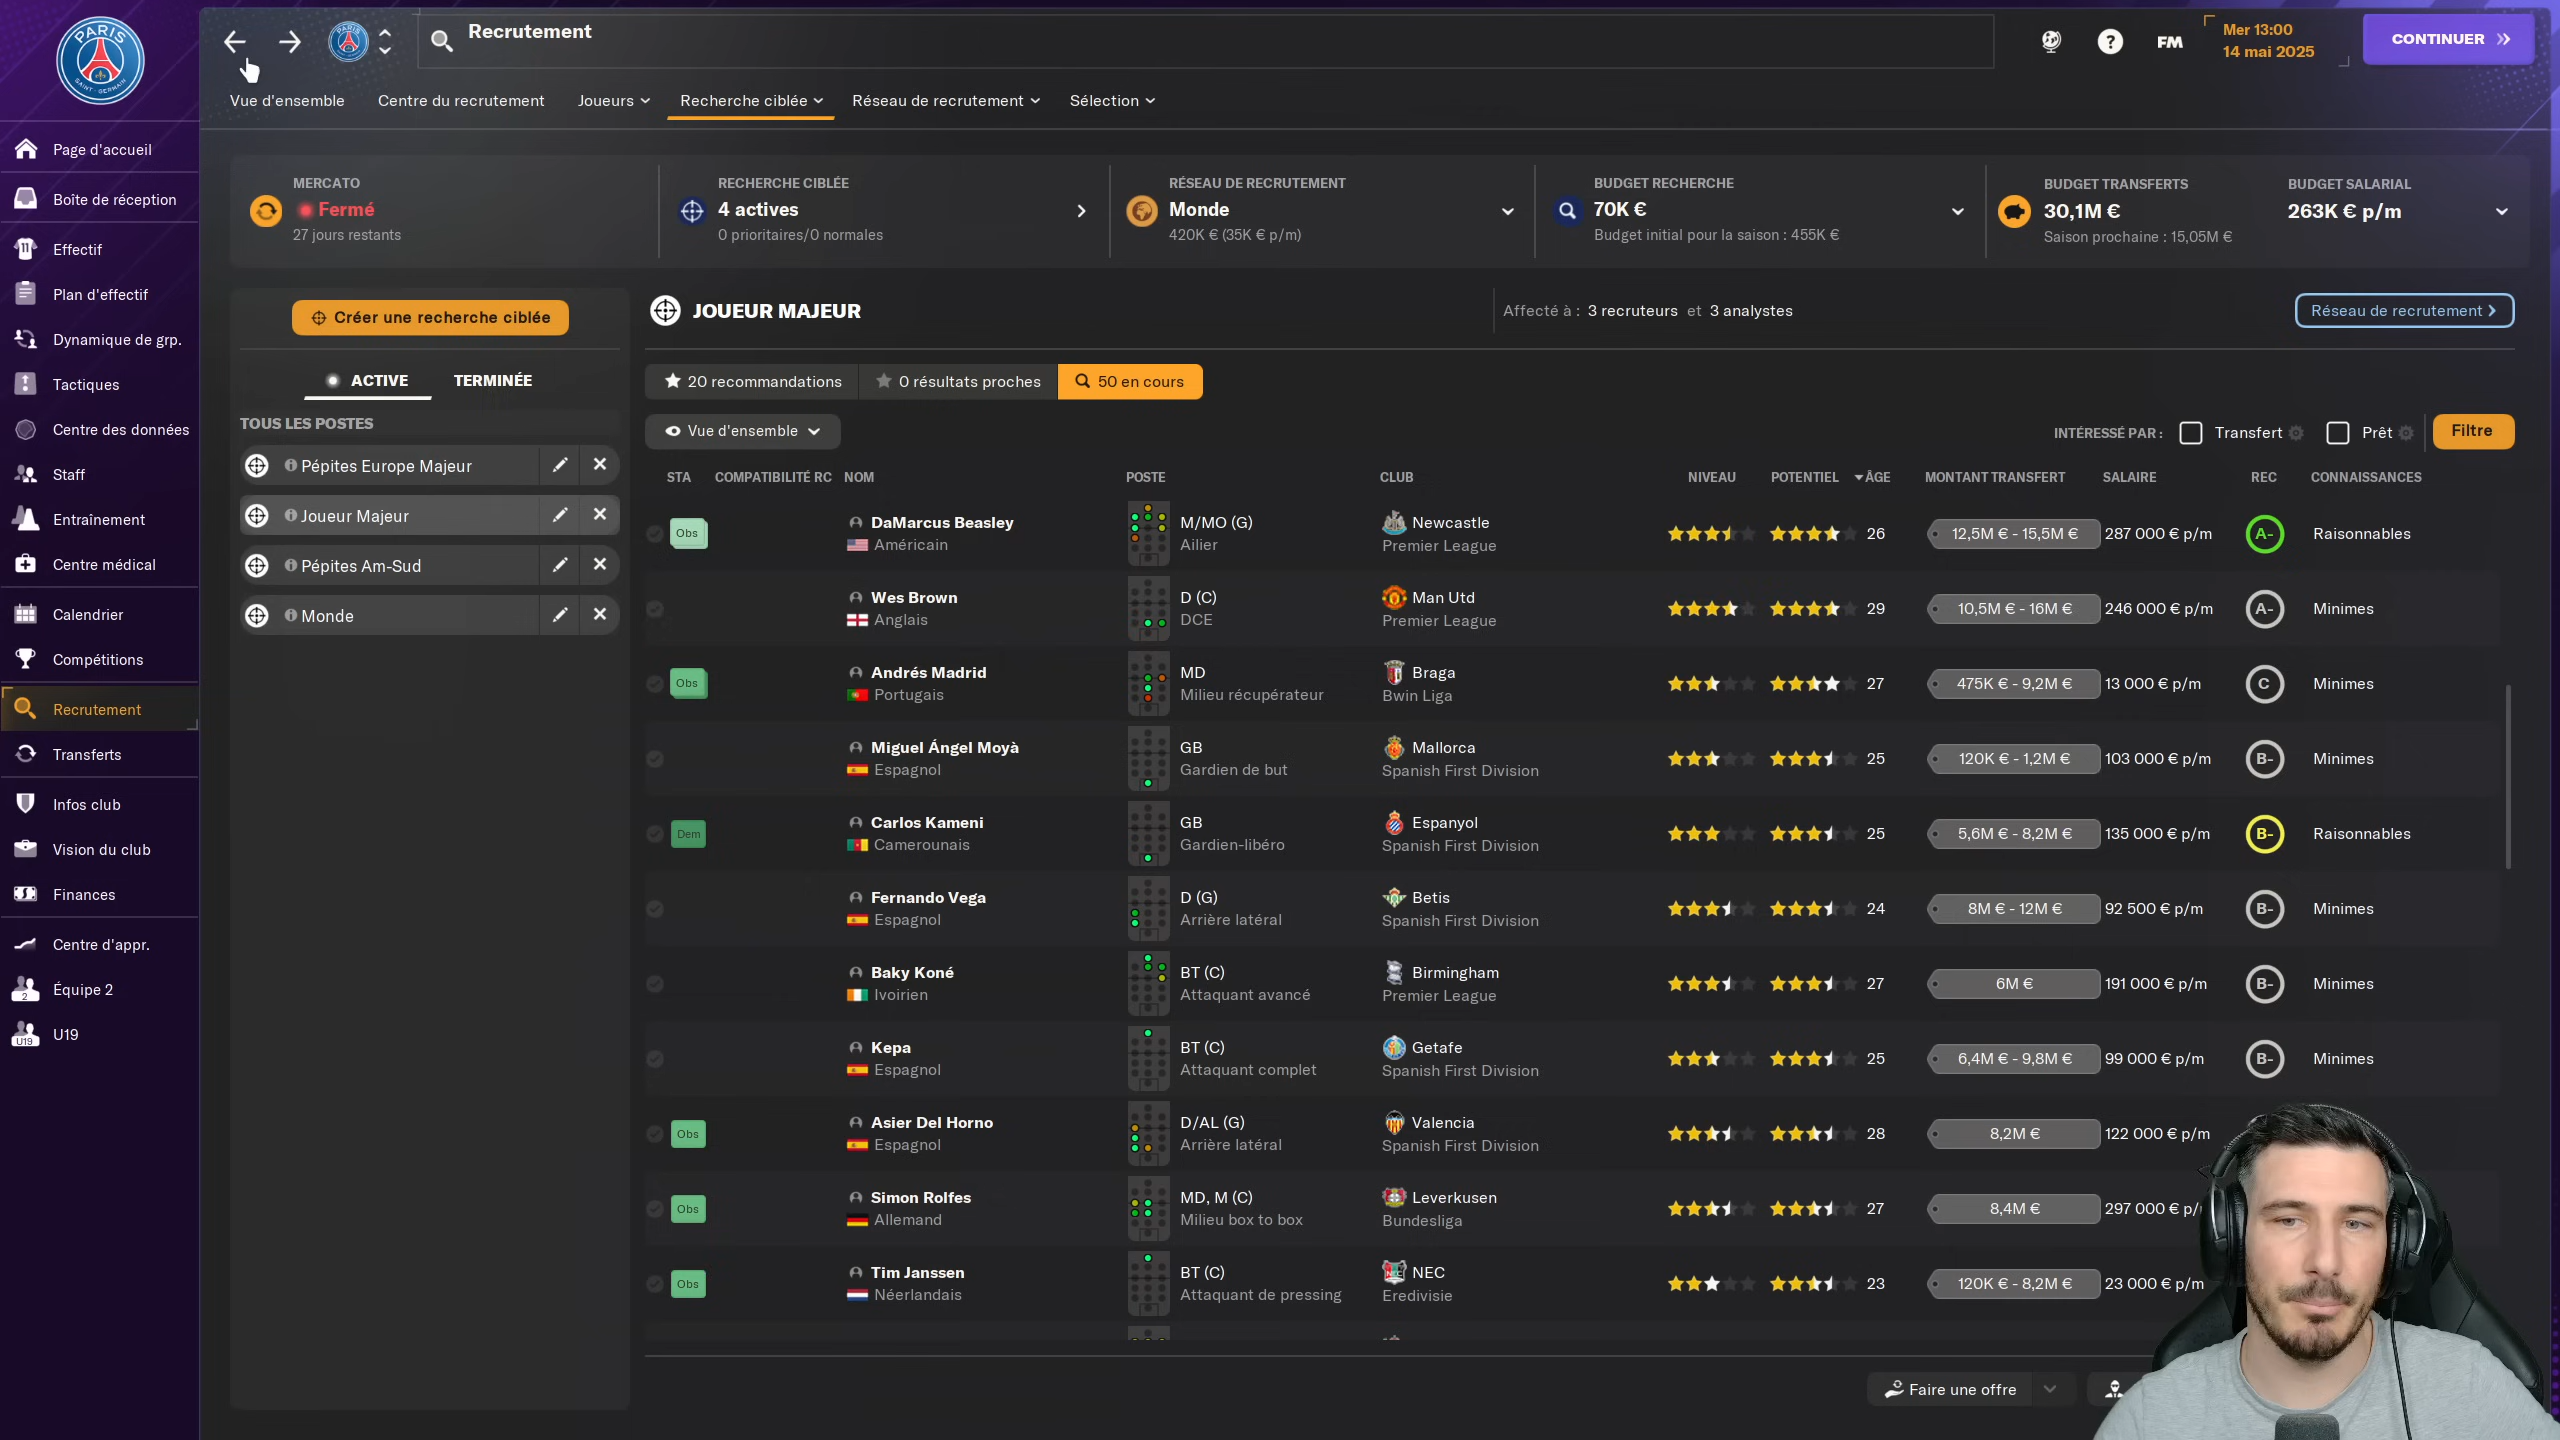 PARIS
SAINT-GERMAIN
Recrutement
FM
Mer 13:00
14 mai 2025
CONTINUER
Vue d'ensemble
Centre du recrutement
Joueurs
Recherche ciblée
Réseau de recrutement
Sélection
Page d'accueil
Boîte de réception
Effectif
Plan d'effectif
Dynamique de grp.
Tactiques
Centre des données
Staff
Entraînement
Centre médical
Calendrier
Compétitions
Recrutement
Transferts
Infos club
Vision du club
Finances
Centre d'appr.
2
Équipe 2
U19
U19
MERCATO
Fermé
27 jours restants
RECHERCHE CIBLÉE
4 actives
0 prioritaires/0 normales
RÉSEAU DE RECRUTEMENT
Monde
420K € (35K € p/m)
BUDGET RECHERCHE
70K €
Budget initial pour la saison : 455K €
BUDGET TRANSFERTS
30,1M €
Saison prochaine : 15,05M €
BUDGET SALARIAL
263K € p/m
Créer une recherche ciblée
ACTIVE
TERMINÉE
TOUS LES POSTES
Pépites Europe Majeur
Joueur Majeur
Pépites Am-Sud
Monde
JOUEUR MAJEUR
Affecté à : 3 recruteurs et 3 analystes
Réseau de recrutement
20 recommandations
0 résultats proches
50 en cours
Vue d'ensemble
INTÉRESSÉ PAR :
Transfert
Prêt
Filtre
STA
COMPATIBILITÉ RC
NOM
POSTE
CLUB
NIVEAU
POTENTIEL
ÂGE
MONTANT TRANSFERT
SALAIRE
REC
CONNAISSANCES
Obs
DaMarcus Beasley
Américain
M/MO (G)
Ailier
Newcastle
Premier League
26
12,5M € - 15,5M €
287 000 € p/m
A-
Raisonnables
Wes Brown
Anglais
D (C)
DCE
Man Utd
Premier League
29
10,5M € - 16M €
246 000 € p/m
A-
Minimes
Obs
Andrés Madrid
Portugais
MD
Milieu récupérateur
Braga
Bwin Liga
27
475K € - 9,2M €
13 000 € p/m
C
Minimes
Miguel Ángel Moyà
Espagnol
GB
Gardien de but
Mallorca
Spanish First Division
25
120K € - 1,2M €
103 000 € p/m
B-
Minimes
Dem
Carlos Kameni
Camerounais
GB
Gardien-libéro
Espanyol
Spanish First Division
25
5,6M € - 8,2M €
135 000 € p/m
B-
Raisonnables
Fernando Vega
Espagnol
D (G)
Arrière latéral
Betis
Spanish First Division
24
8M € - 12M €
92 500 € p/m
B-
Minimes
Baky Koné
Ivoirien
BT (C)
Attaquant avancé
Birmingham
Premier League
27
6M €
191 000 € p/m
B-
Minimes
Kepa
Espagnol
BT (C)
Attaquant complet
Getafe
Spanish First Division
25
6,4M € - 9,8M €
99 000 € p/m
B-
Minimes
Obs
Asier Del Horno
Espagnol
D/AL (G)
Arrière latéral
Valencia
Spanish First Division
28
8,2M €
122 000 € p/m
Obs
Simon Rolfes
Allemand
MD, M (C)
Milieu box to box
Leverkusen
Bundesliga
27
8,4M €
297 000 € p/
Obs
Tim Janssen
Néerlandais
BT (C)
Attaquant de pressing
NEC
Eredivisie
23
120K € - 8,2M €
23 000 € p/m
Faire une offre